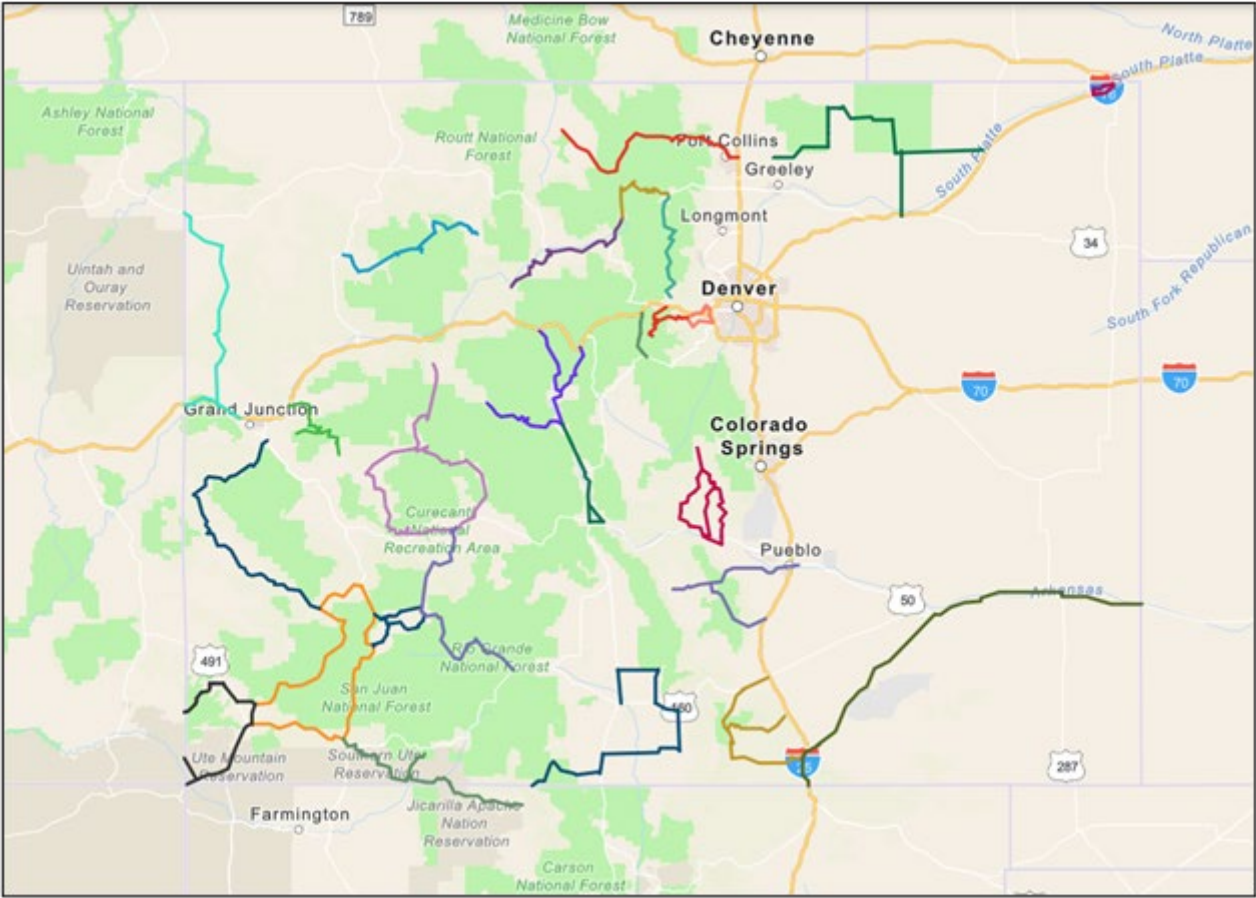 789
Medicine Bow
National Forest
Cheyenne
North Platte
South Platte
Ashley National
Forest
Routt National
Forest
Fort Collins
Greeley
South Platte
Longmont
34
Uintah and
Ouray
Reservation
South Fork Republican
Denver
70
70
Grand Junction
Colorado
Springs
Curecanti
National
Recreation Area
Pueblo
50
Arkansas
491
Rio Grande
National Forest
San Juan
National Forest
160
Ute Mountain
Reservation
Southern Ute
Reservation
287
Farmington
Jicarilla Apache
Nation
Reservation
Carson
National Forest